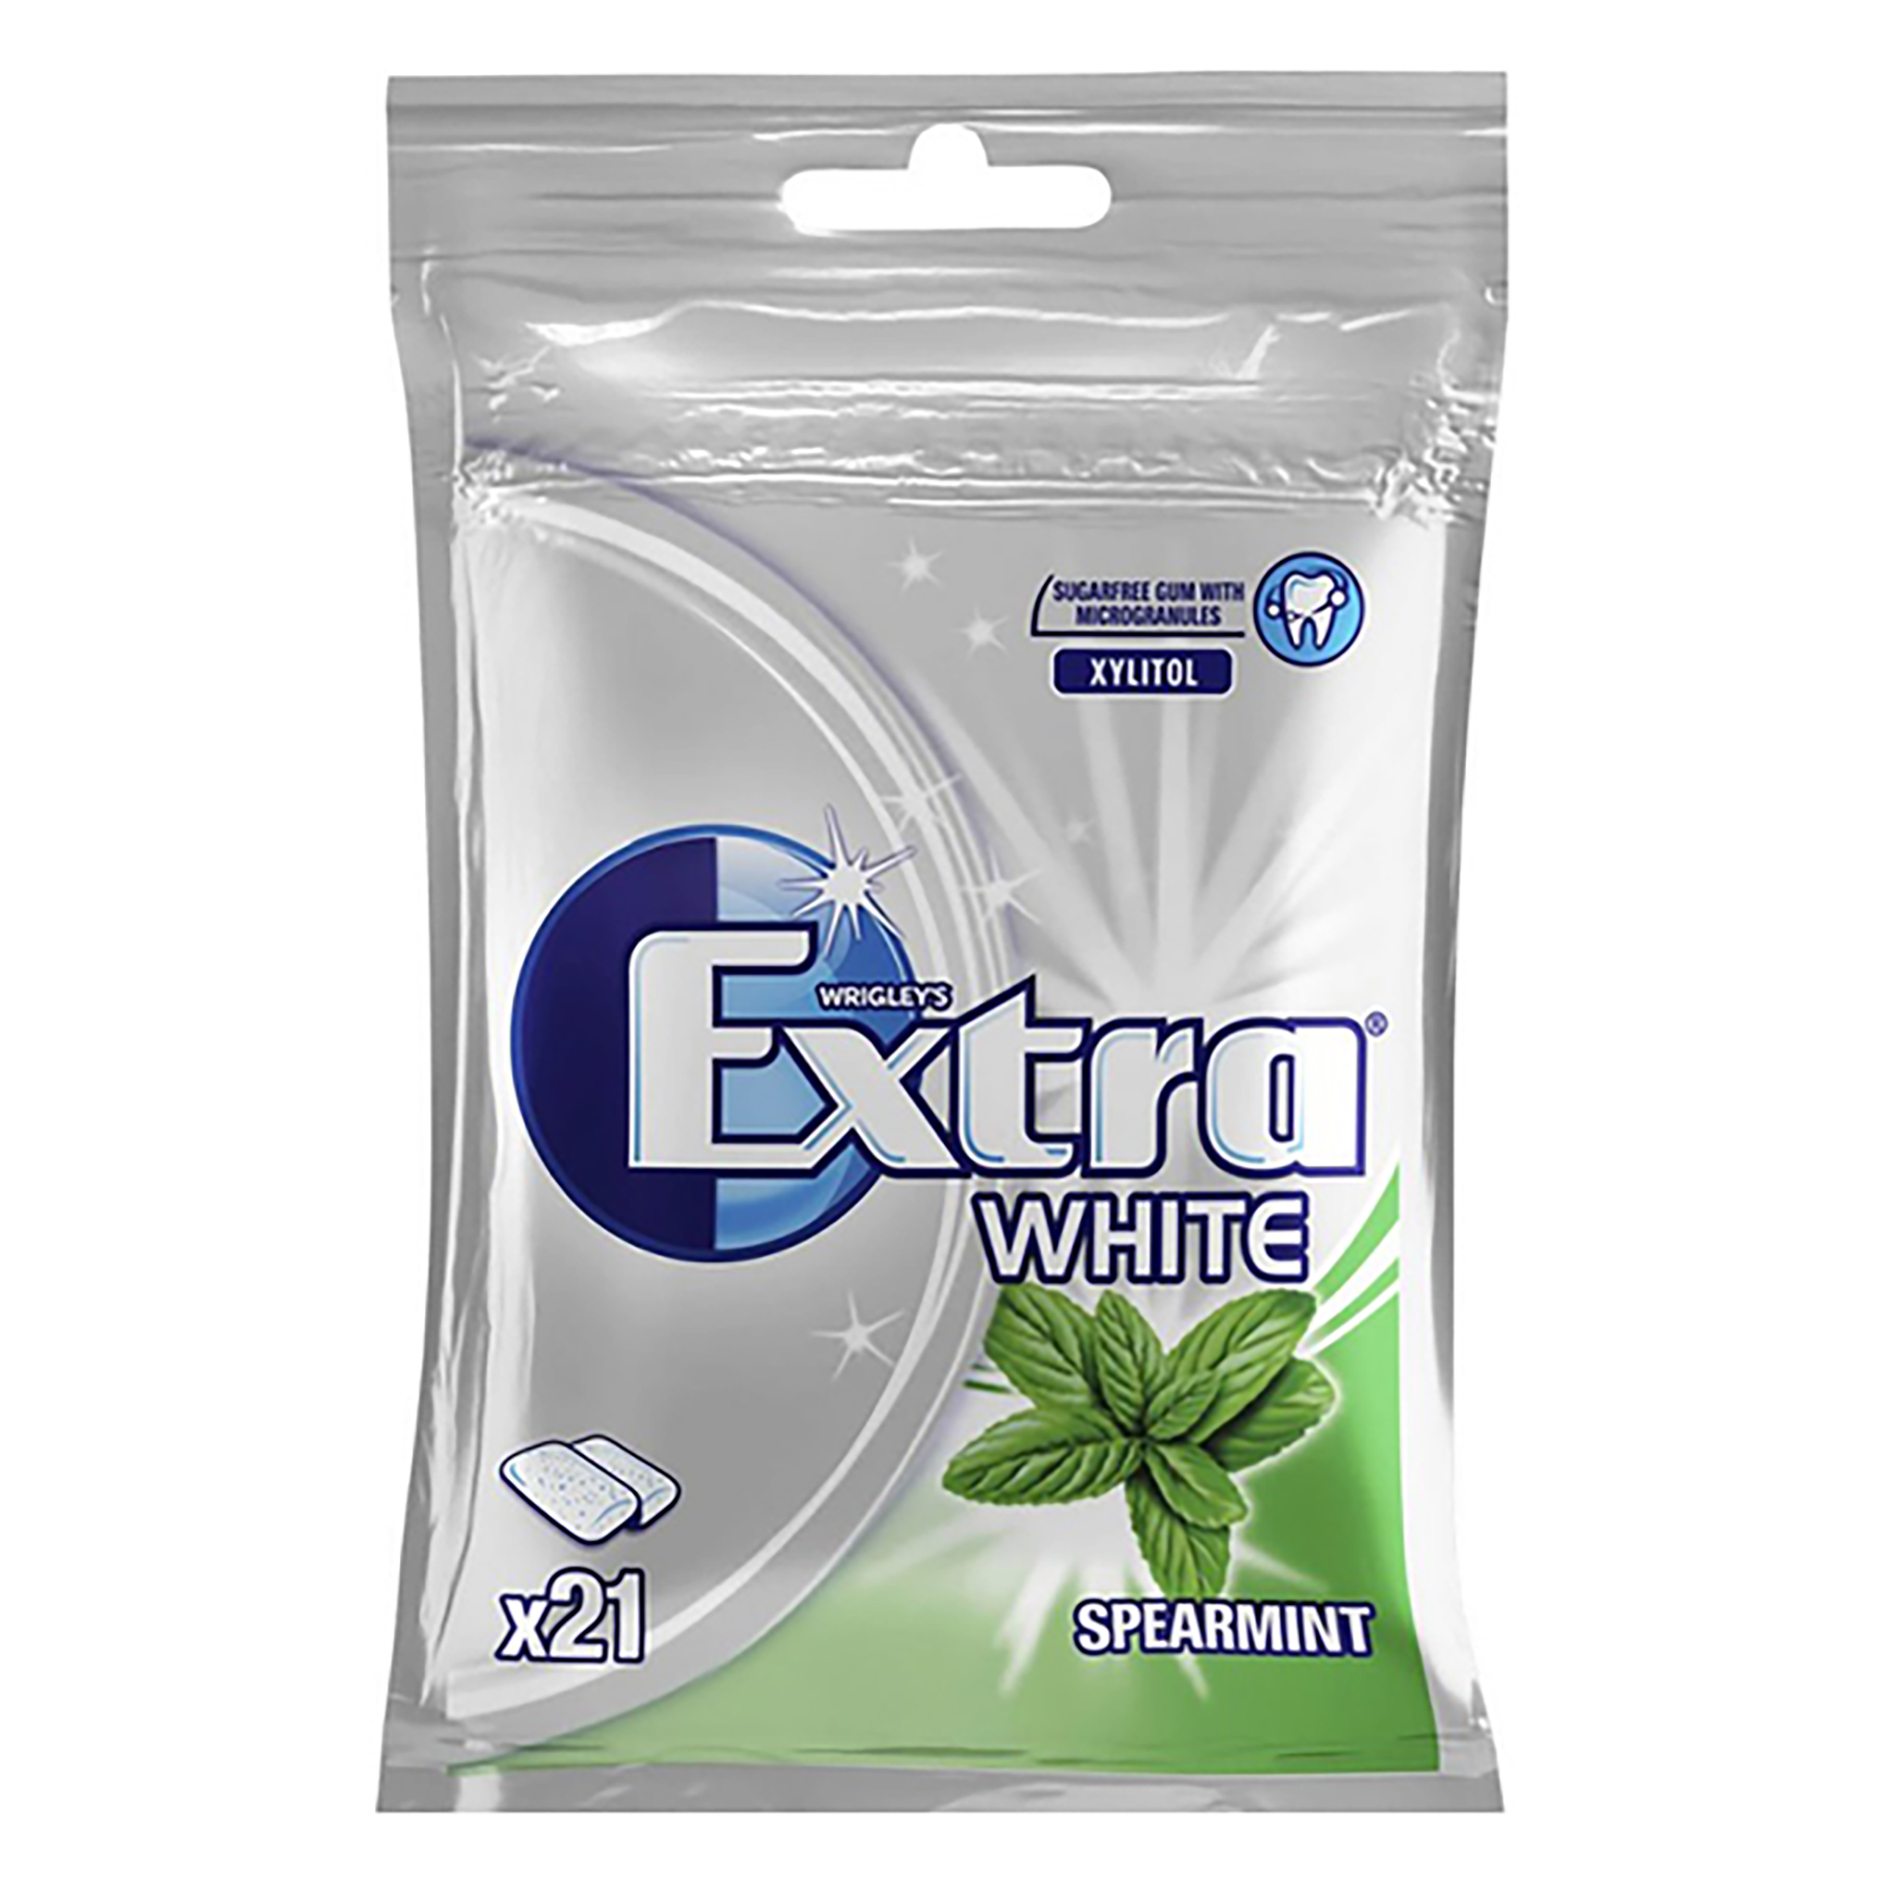 SUGARFREE GUM WITH
MICROGRANULES
XYLITOL
WRIGLEY'S
Extra®
WHITE
x21
SPEARMINT